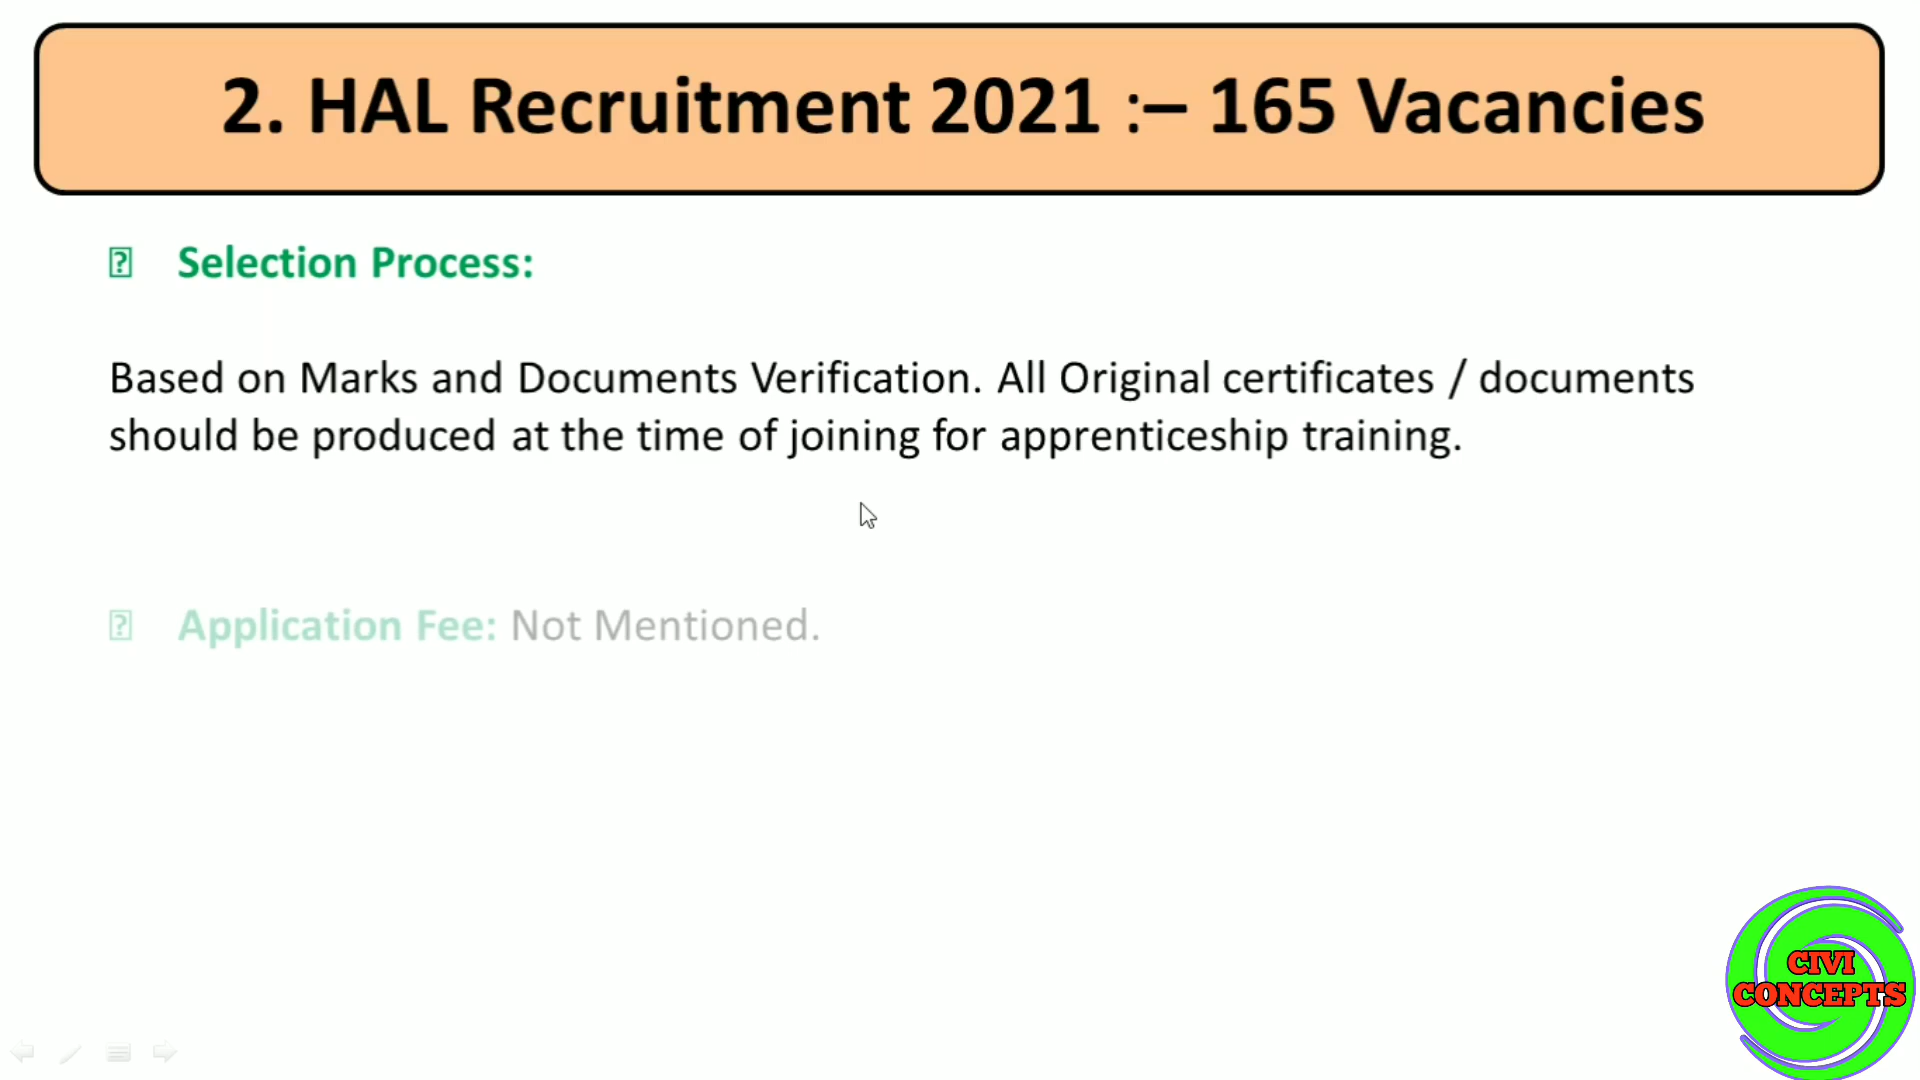 2. HAL Recruitment 2021 :– 165 Vacancies
Selection Process:
Based on Marks and Documents Verification. All Original certificates / documents
should be produced at the time of joining for apprenticeship training.
Application Fee: Not Mentioned.
CIVI
CONCEPTS